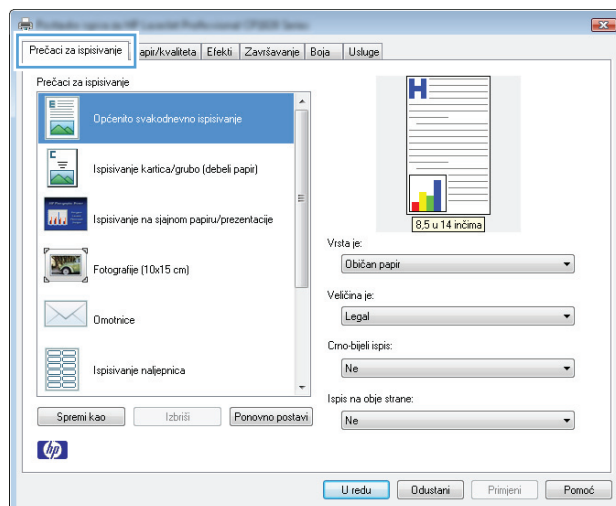 Prečaci za ispisivanje
apir/kvaliteta
Efekti
Završavanje
Boja
Usluge
Prečaci za ispisivanje
Općenito svakodnevno ispisivanje
Ispisivanje kartica/grubo (debeli papir)
Ispisivanje na sjajnom papiru/prezentacije
Fotografije (10x15 cm)
Omotnice
Ispisivanje naljepnica
Spremi kao
Izbriši
Ponovno postavi
8,5 u 14 inčima
Vrsta je:
Običan papir
Veličina je:
Legal
Crno-bijeli ispis:
Ne
Ispis na obje strane:
Ne
hp
U redu
Odustani
Primjeni
Pomoć